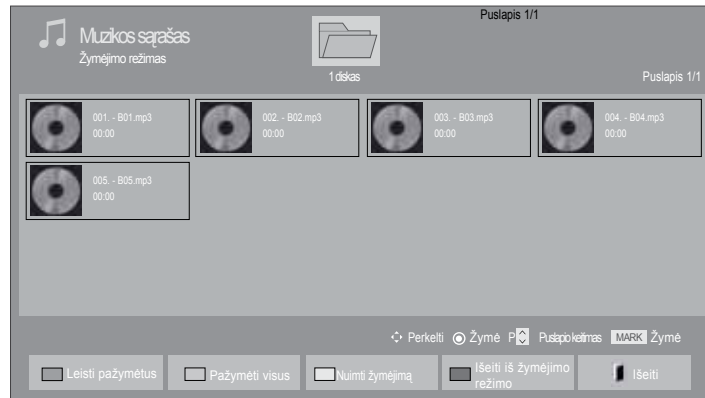 Puslapis 1/1
Muzikos sąrašas
Žymėjimo režimas
1 diskas
Puslapis 1/1
001. - B01.mp3
00:00
002. - B02.mp3
00:00
003. - B03.mp3
00:00
004. - B04.mp3
00:00
005. - B05.mp3
00:00
Perkelti Žymė P Puslapio keitimas MARK Žymė
Leisti pažymėtus
Pažymėti visus
Nuimti žymėjimą
Išeiti iš žymėjimo
režimo
Išeiti